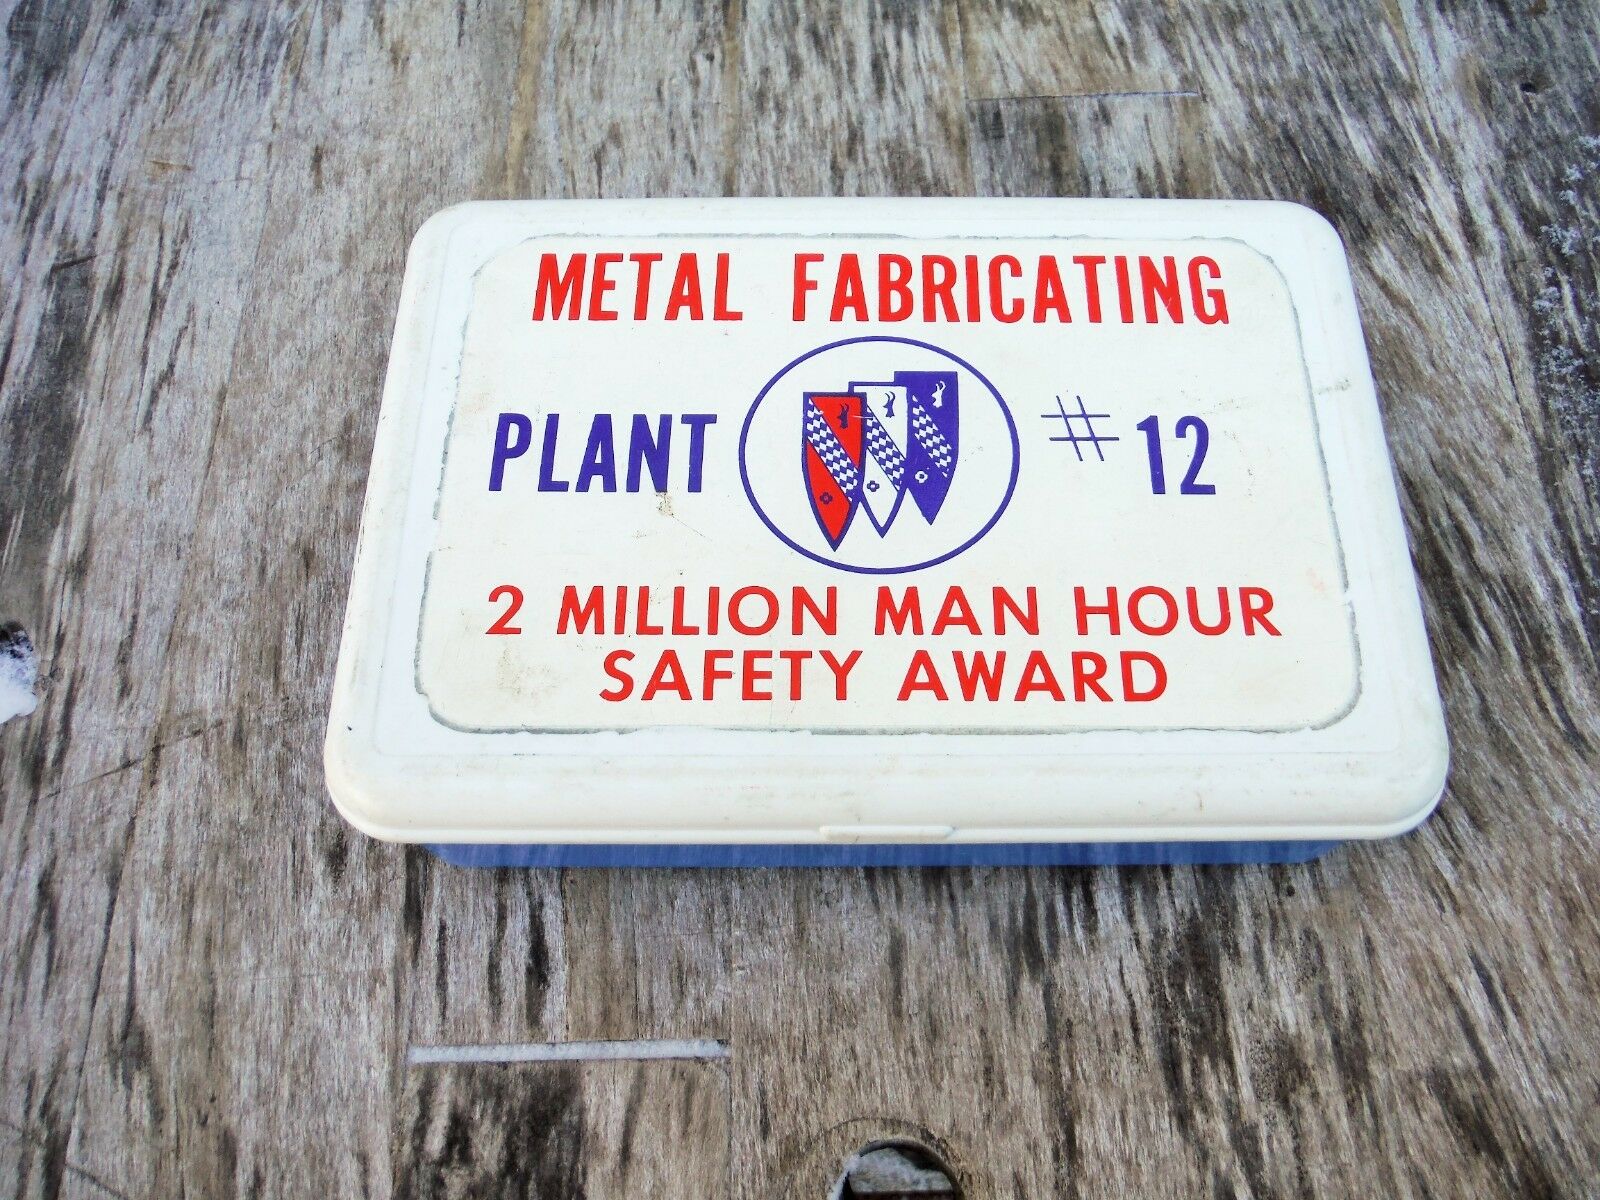 METAL FABRICATING
PLANT # 12
2 MILLION MAN HOUR
SAFETY AWARD